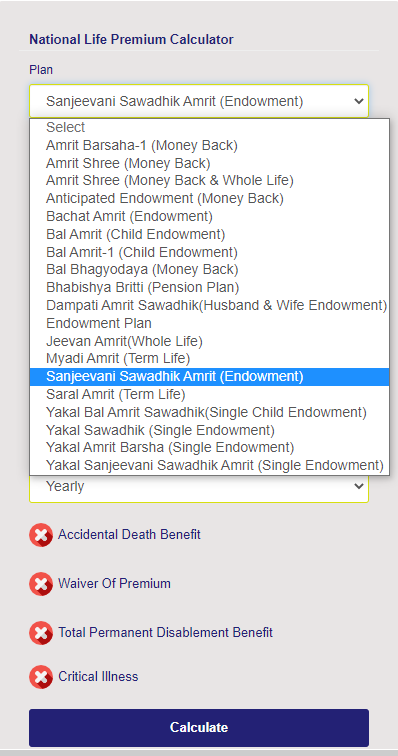 National Life Premium Calculator
Plan
Sanjeevani Sawadhik Amrit (Endowment)
Select
Amrit Barsaha-1 (Money Back)
Amrit Shree (Money Back)
Amrit Shree (Money Back & Whole Life)
Anticipated Endowment (Money Back)
Bachat Amrit (Endowment)
Bal Amrit (Child Endowment)
Bal Amrit-1 (Child Endowment)
Bal Bhagyodaya (Money Back)
Bhabishya Britti (Pension Plan)
Dampati Amrit Sawadhik(Husband & Wife Endowment)
Endowment Plan
Jeevan Amrit(Whole Life)
Myadi Amrit (Term Life)
Sanjeevani Sawadhik Amrit (Endowment)
Saral Amrit (Term Life)
Yakal Bal Amrit Sawadhik(Single Child Endowment)
Yakal Sawadhik (Single Endowment)
Yakal Amrit Barsha (Single Endowment)
Yakal Sanjeevani Sawadhik Amrit (Single Endowment)
Yearly
Accidental Death Benefit
Waiver Of Premium
Total Permanent Disablement Benefit
Critical Illness
Calculate